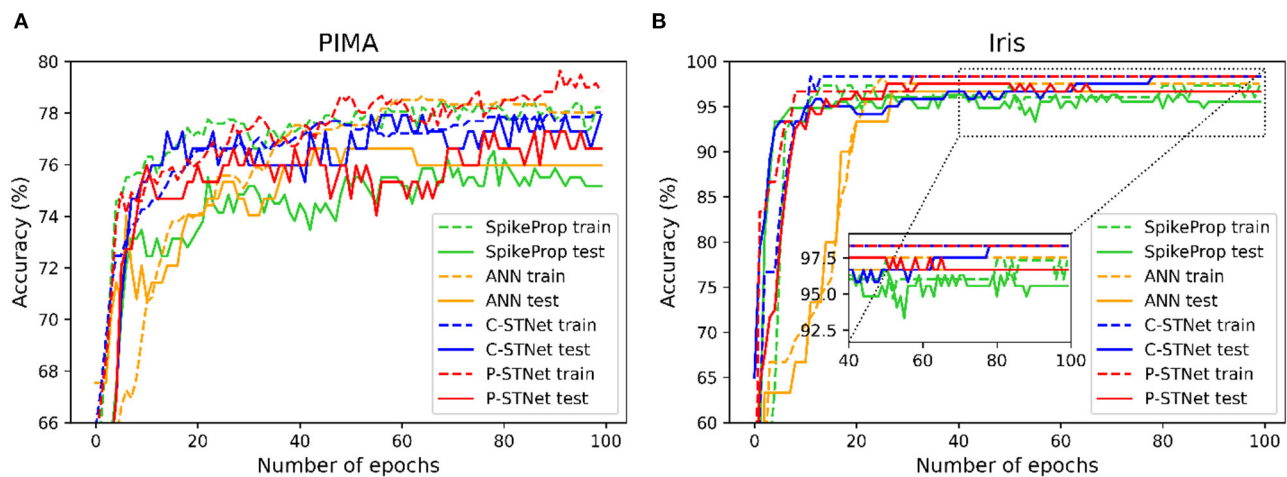 A
PIMA
Accuracy (%)
80
78
76
74
72
70
68
66
0
20
40
60
80
100
Number of epochs
SpikeProp train
SpikeProp test
ANN train
ANN test
C-STNet train
C-STNet test
P-STNet train
P-STNet test
B
Iris
Accuracy (%)
100
95
90
85
80
75
70
65
60
0
20
40
60
80
100
Number of epochs
97.5
95.0
92.5
40
60
80
100
SpikeProp train
SpikeProp test
ANN train
ANN test
C-STNet train
C-STNet test
P-STNet train
P-STNet test